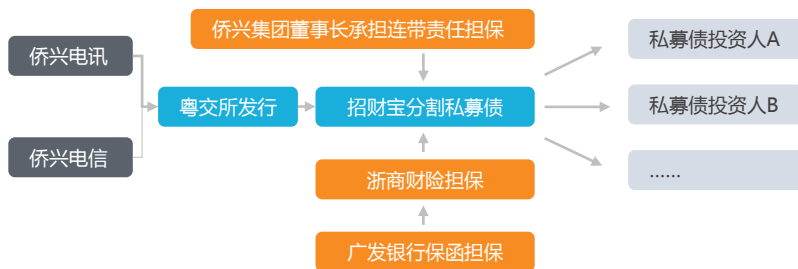 侨兴集团董事长承担连带责任担保
私募债投资人A
侨兴电讯
粤交所发行
招财宝分割私募债
私募债投资人B
侨兴电信
浙商财险担保
......
广发银行保函担保